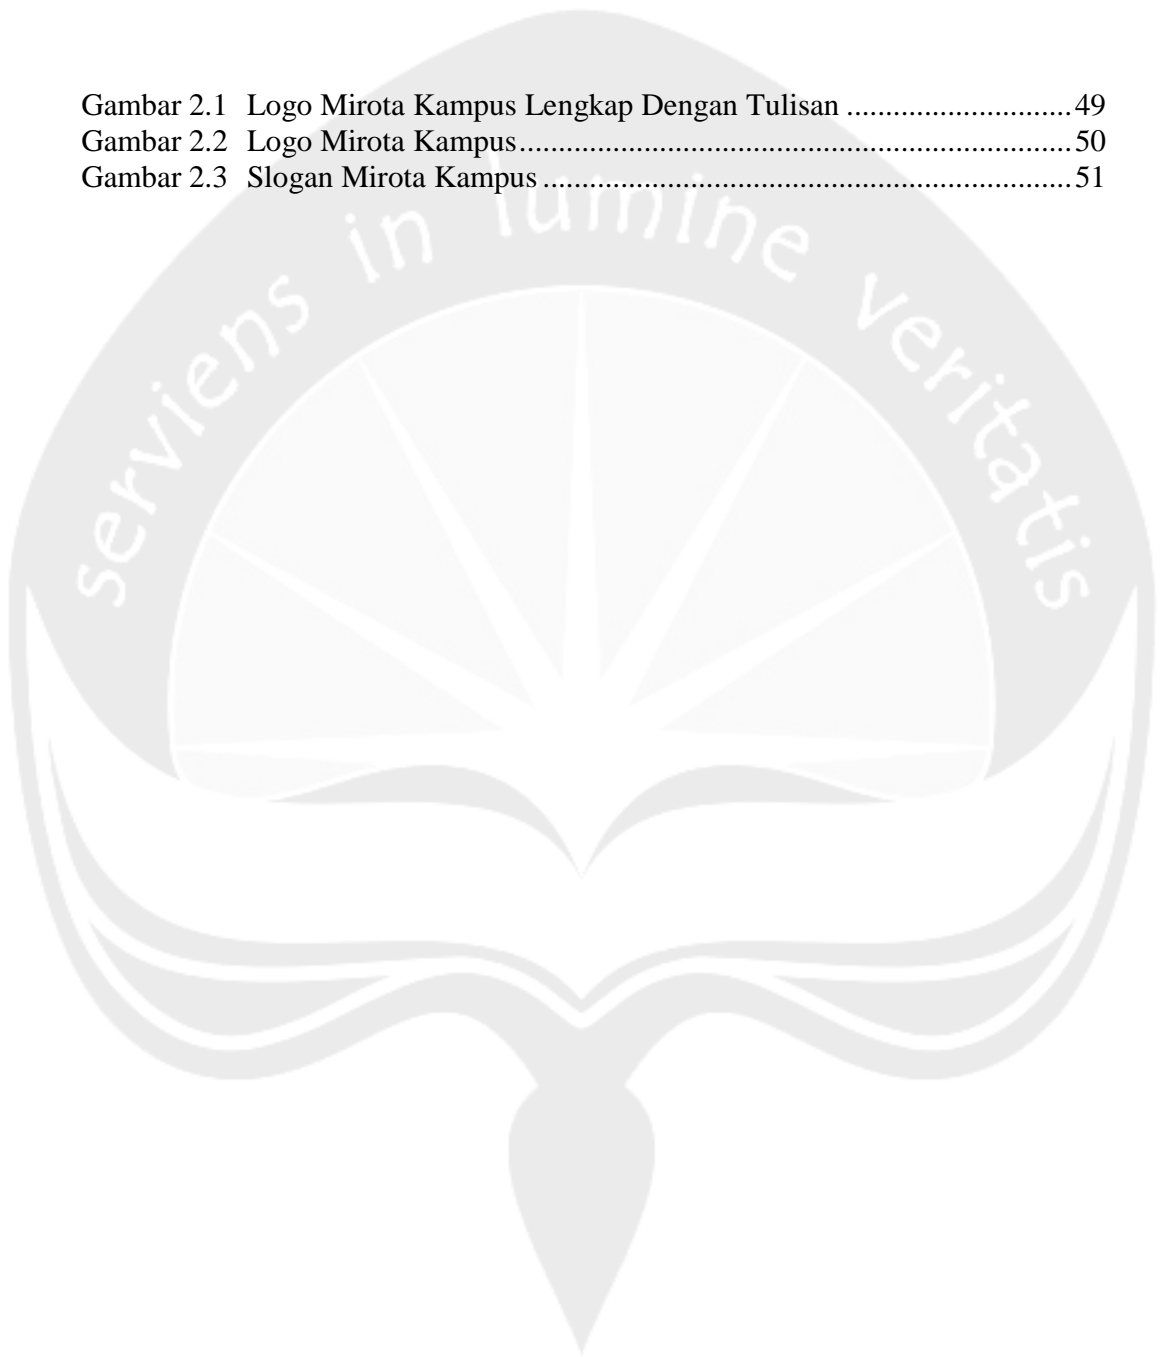 Gambar 2.1 Logo Mirota Kampus Lengkap Dengan Tulisan .............................49
Gambar 2.2 Logo Mirota Kampus.......................................................................50
Gambar 2.3 Slogan Mirota Kampus ....................................................................51
serviens in lumine veritatis